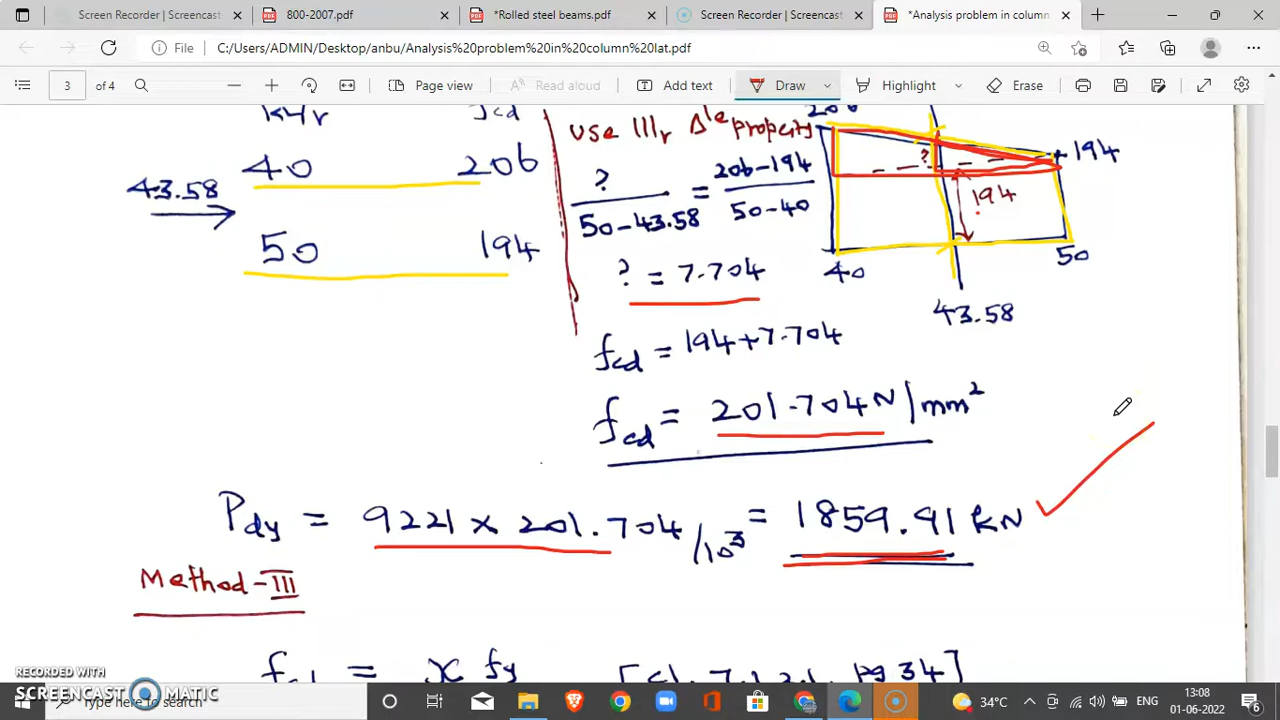 Screen Recorder | Screencast
800-2007.pdf
*Rolled steel beams.pdf
Screen Recorder | Screencast
*Analysis problem in column
File
C:/Users/ADMIN/Desktop/anbu/Analysis%20problem%20in%20column%20lat.pdf
3 of 4
Page view
Read aloud
Add text
Draw
Highlight
Erase
KL/r fcd
40 206
43.58
50 194
use lllr Δle property
? / 50-43.58 = 206-194 / 50-40
? = 7.704
fcd = 194+7.704
fcd = 201.704 N/mm²
206
?
194
194
40
50
43.58
Pdy = 9221 x 201.704 /10³ = 1859.91 kN
Method-III
RECORDED WITH
SCREENCAST MATIC
Type here to search
34°C
ENG
13:08
01-06-2022
6